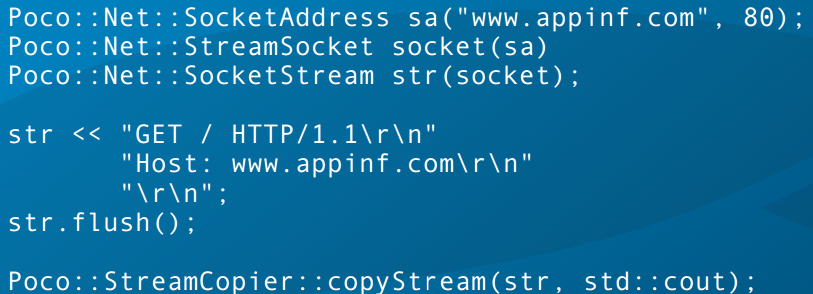 Poco::Net::SocketAddress sa("www.appinf.com", 80);
Poco::Net::StreamSocket socket(sa)
Poco::Net::SocketStream str(socket);
str << "GET / HTTP/1.1\r\n"
"Host: www.appinf.com\r\n"
"\r\n";
str.flush();
Poco::StreamCopier::copyStream(str, std::cout);